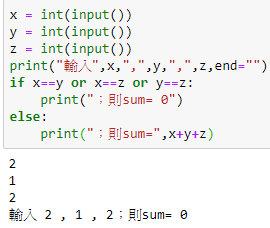 x = int(input())
y = int(input())
z = int(input())
print("輸入",x,",",y,",",z,end="")
if x==y or x==z or y==z:
    print("；則sum= 0")
else:
    print("；則sum=",x+y+z)
2
1
2
輸入 2 , 1 , 2；則sum= 0